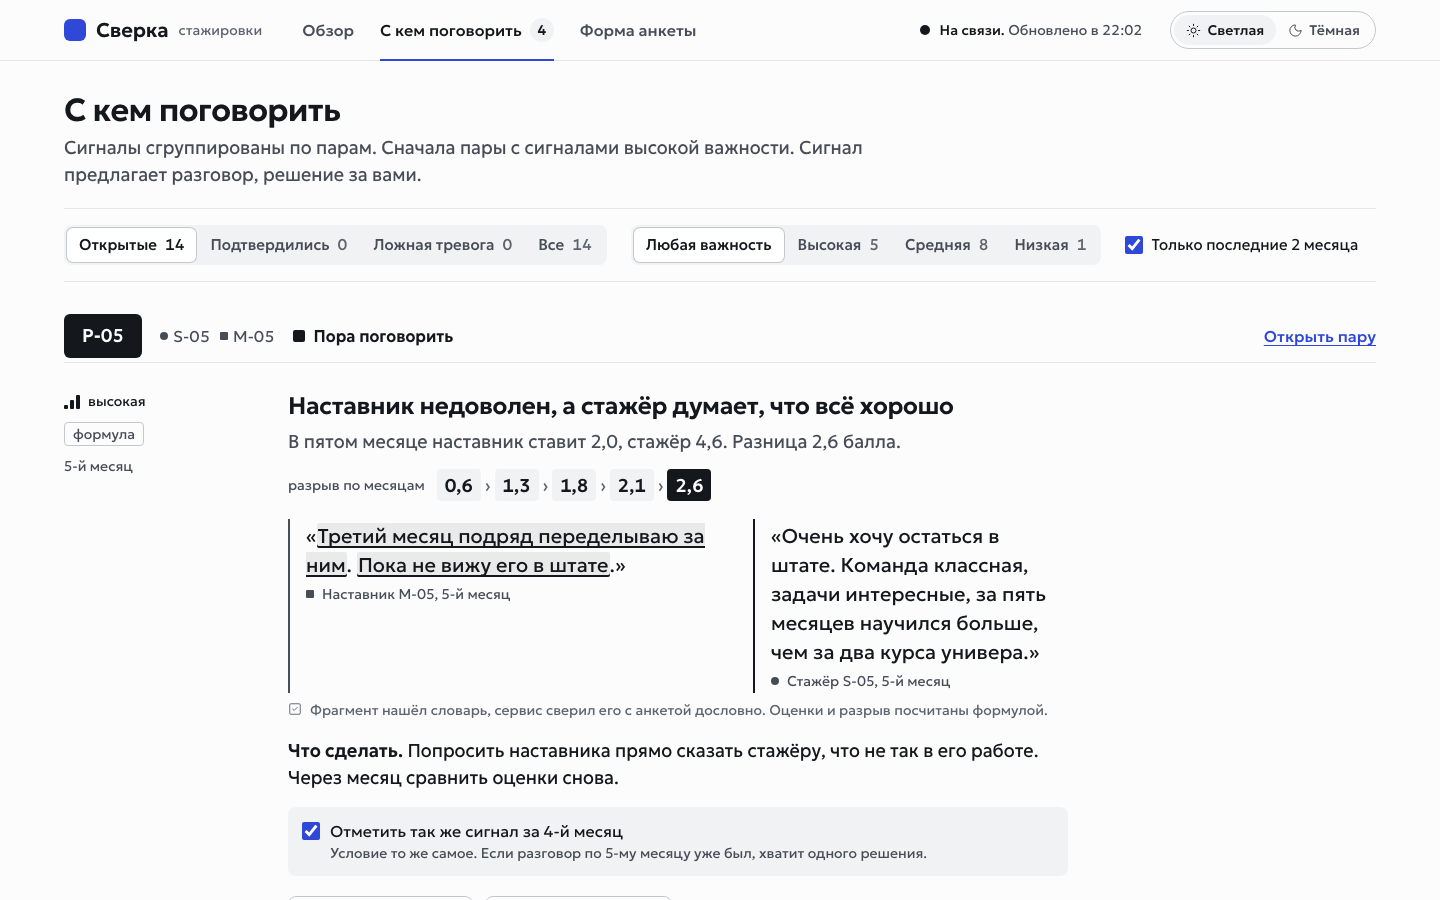 Сверка стажировки Обзор С кем поговорить 4 Форма анкеты На связи. Обновлено в 22:02 Светлая Тёмная
С кем поговорить
Сигналы сгруппированы по парам. Сначала пары с сигналами высокой важности. Сигнал
предлагает разговор, решение за вами.
Открытые 14 Подтвердились 0 Ложная тревога 0 Все 14 Любая важность Высокая 5 Средняя 8 Низкая 1 Только последние 2 месяца
P-05 S-05 M-05 Пора поговорить Открыть пару
высокая
формула
5-й месяц
Наставник недоволен, а стажёр думает, что всё хорошо
В пятом месяце наставник ставит 2,0, стажёр 4,6. Разница 2,6 балла.
разрыв по месяцам 0,6 › 1,3 › 1,8 › 2,1 › 2,6
«Третий месяц подряд переделываю за
ним. Пока не вижу его в штате.»
Наставник M-05, 5-й месяц
«Очень хочу остаться в
штате. Команда классная,
задачи интересные, за пять
месяцев научился больше,
чем за два курса универа.»
Стажёр S-05, 5-й месяц
Фрагмент нашёл словарь, сервис сверил его с анкетой дословно. Оценки и разрыв посчитаны формулой.
Что сделать. Попросить наставника прямо сказать стажёру, что не так в его работе.
Через месяц сравнить оценки снова.
Отметить так же сигнал за 4-й месяц
Условие то же самое. Если разговор по 5-му месяцу уже был, хватит одного решения.